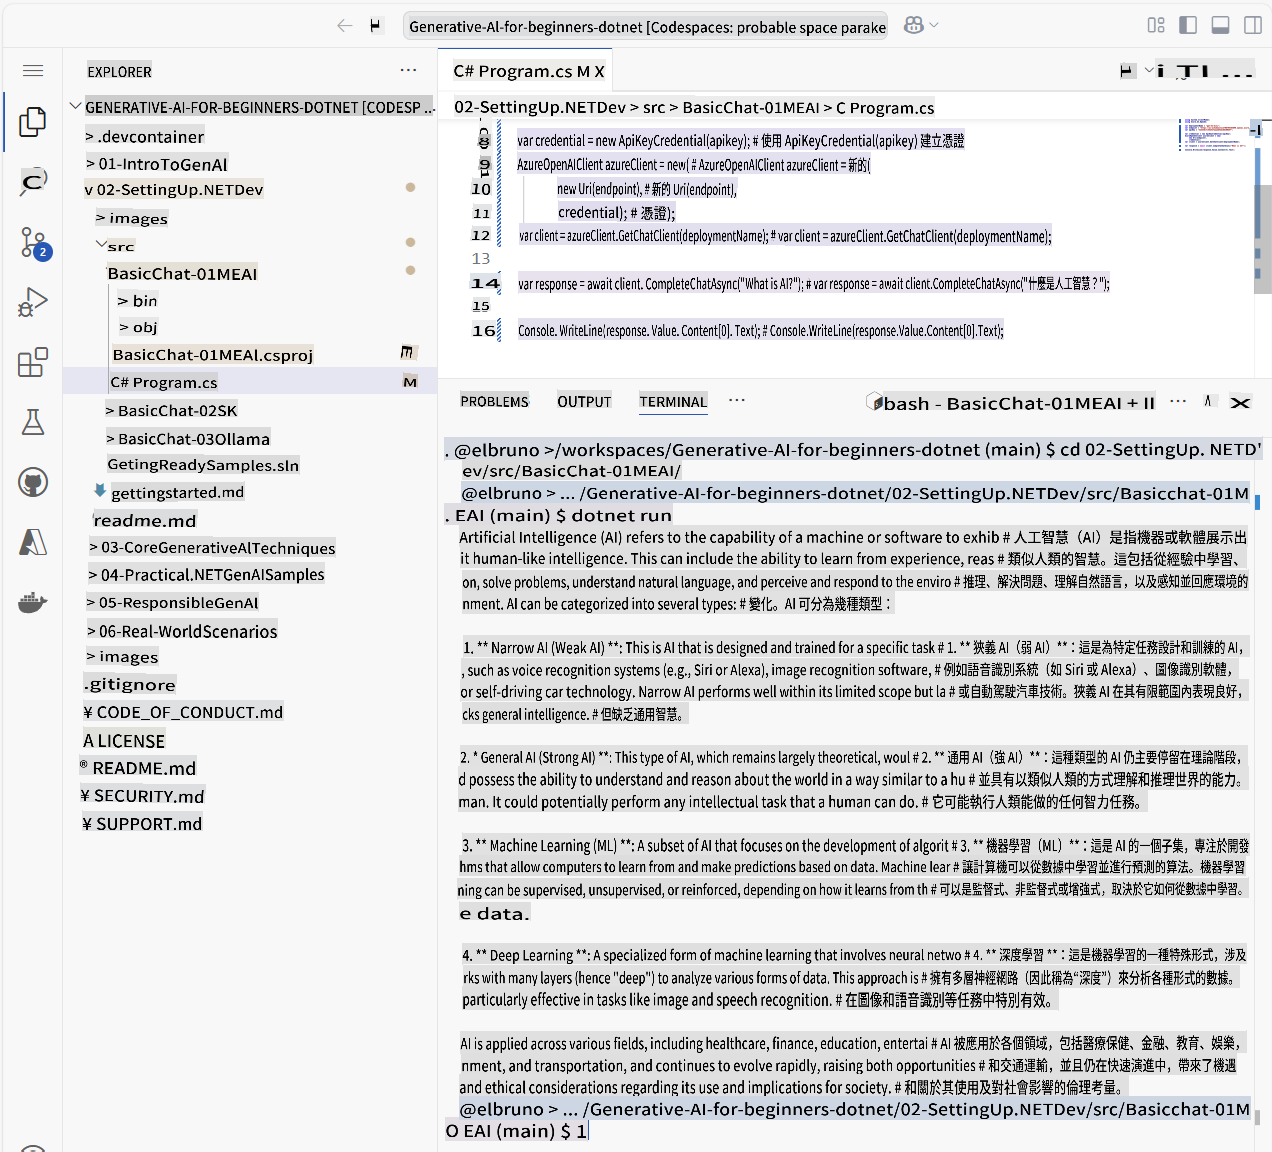 Generative-AI-for-beginners-dotnet [Codespaces: probable space parake
EXPLORER
GENERATIVE-AI-FOR-BEGINNERS-DOTNET [CODESP ...
> .devcontainer
> 01-IntroToGenAI
v 02-SettingUp.NETDev
> images
src
BasicChat-01MEAI
> bin
> obj
BasicChat-01MEAI.csproj
C# Program.cs M
> BasicChat-02SK
> BasicChat-03Ollama
GetingReadySamples.sln
gettingstarted.md
readme.md
> 03-CoreGenerativeAITechniques
> 04-Practical.NETGenAISamples
> 05-ResponsibleGenAI
> 06-Real-WorldScenarios
> images
.gitignore
¥ CODE_OF_CONDUCT.md
A LICENSE
® README.md
¥ SECURITY.md
¥ SUPPORT.md
2
C# Program.cs M X
02-SettingUp.NETDev > src > BasicChat-01MEAI > C Program.cs
var credential = new ApiKeyCredential(apikey); # 使用 ApiKeyCredential(apikey) 建立憑證
AzureOpenAIClient azureClient = new( # AzureOpenAIClient azureClient = 新的(
10 new Uri(endpoint), # 新的 Uri(endpoint),
11 credential); # 憑證);
12 var client = azureClient.GetChatClient(deploymentName); # var client = azureClient.GetChatClient(deploymentName);
13
14 var response = await client. CompleteChatAsync("What is AI?"); # var response = await client.CompleteChatAsync("什麼是人工智慧？");
15
16 Console. WriteLine(response. Value. Content[0]. Text); # Console.WriteLine(response.Value.Content[0].Text);
PROBLEMS OUTPUT TERMINAL ... bash - BasicChat-01MEAI + II ... X
. @elbruno >/workspaces/Generative-AI-for-beginners-dotnet (main) $ cd 02-SettingUp. NETD'
ev/src/BasicChat-01MEAI/
@elbruno > ... /Generative-AI-for-beginners-dotnet/02-SettingUp.NETDev/src/Basicchat-01M
. EAI (main) $ dotnet run
Artificial Intelligence (AI) refers to the capability of a machine or software to exhib # 人工智慧（AI）是指機器或軟體展示出
it human-like intelligence. This can include the ability to learn from experience, reas # 類似人類的智慧。這包括從經驗中學習、
on, solve problems, understand natural language, and perceive and respond to the enviro # 推理、解決問題、理解自然語言，以及感知並回應環境的
nment. AI can be categorized into several types: # 變化。AI 可分為幾種類型：
1. ** Narrow AI (Weak AI) **: This is AI that is designed and trained for a specific task # 1. ** 狹義 AI（弱 AI）**：這是為特定任務設計和訓練的 AI，
, such as voice recognition systems (e.g., Siri or Alexa), image recognition software, # 例如語音識別系統（如 Siri 或 Alexa）、圖像識別軟體，
or self-driving car technology. Narrow AI performs well within its limited scope but la # 或自動駕駛汽車技術。狹義 AI 在其有限範圍內表現良好，
cks general intelligence. # 但缺乏通用智慧。
2. * General AI (Strong AI) **: This type of AI, which remains largely theoretical, woul # 2. ** 通用 AI（強 AI）**：這種類型的 AI 仍主要停留在理論階段，
d possess the ability to understand and reason about the world in a way similar to a hu # 並具有以類似人類的方式理解和推理世界的能力。
man. It could potentially perform any intellectual task that a human can do. # 它可能執行人類能做的任何智力任務。
3. ** Machine Learning (ML) **: A subset of AI that focuses on the development of algorit # 3. ** 機器學習（ML）**：這是 AI 的一個子集，專注於開發
hms that allow computers to learn from and make predictions based on data. Machine lear # 讓計算機可以從數據中學習並進行預測的算法。機器學習
ning can be supervised, unsupervised, or reinforced, depending on how it learns from th # 可以是監督式、非監督式或增強式，取決於它如何從數據中學習。
e data.
4. ** Deep Learning **: A specialized form of machine learning that involves neural netwo # 4. ** 深度學習 **：這是機器學習的一種特殊形式，涉及
rks with many layers (hence "deep") to analyze various forms of data. This approach is # 擁有多層神經網路（因此稱為“深度”）來分析各種形式的數據。
particularly effective in tasks like image and speech recognition. # 在圖像和語音識別等任務中特別有效。
AI is applied across various fields, including healthcare, finance, education, entertai # AI 被應用於各個領域，包括醫療保健、金融、教育、娛樂，
nment, and transportation, and continues to evolve rapidly, raising both opportunities # 和交通運輸，並且仍在快速演進中，帶來了機遇
and ethical considerations regarding its use and implications for society. # 和關於其使用及對社會影響的倫理考量。
@elbruno > ... /Generative-AI-for-beginners-dotnet/02-SettingUp.NETDev/src/Basicchat-01M
O EAI (main) $ 1